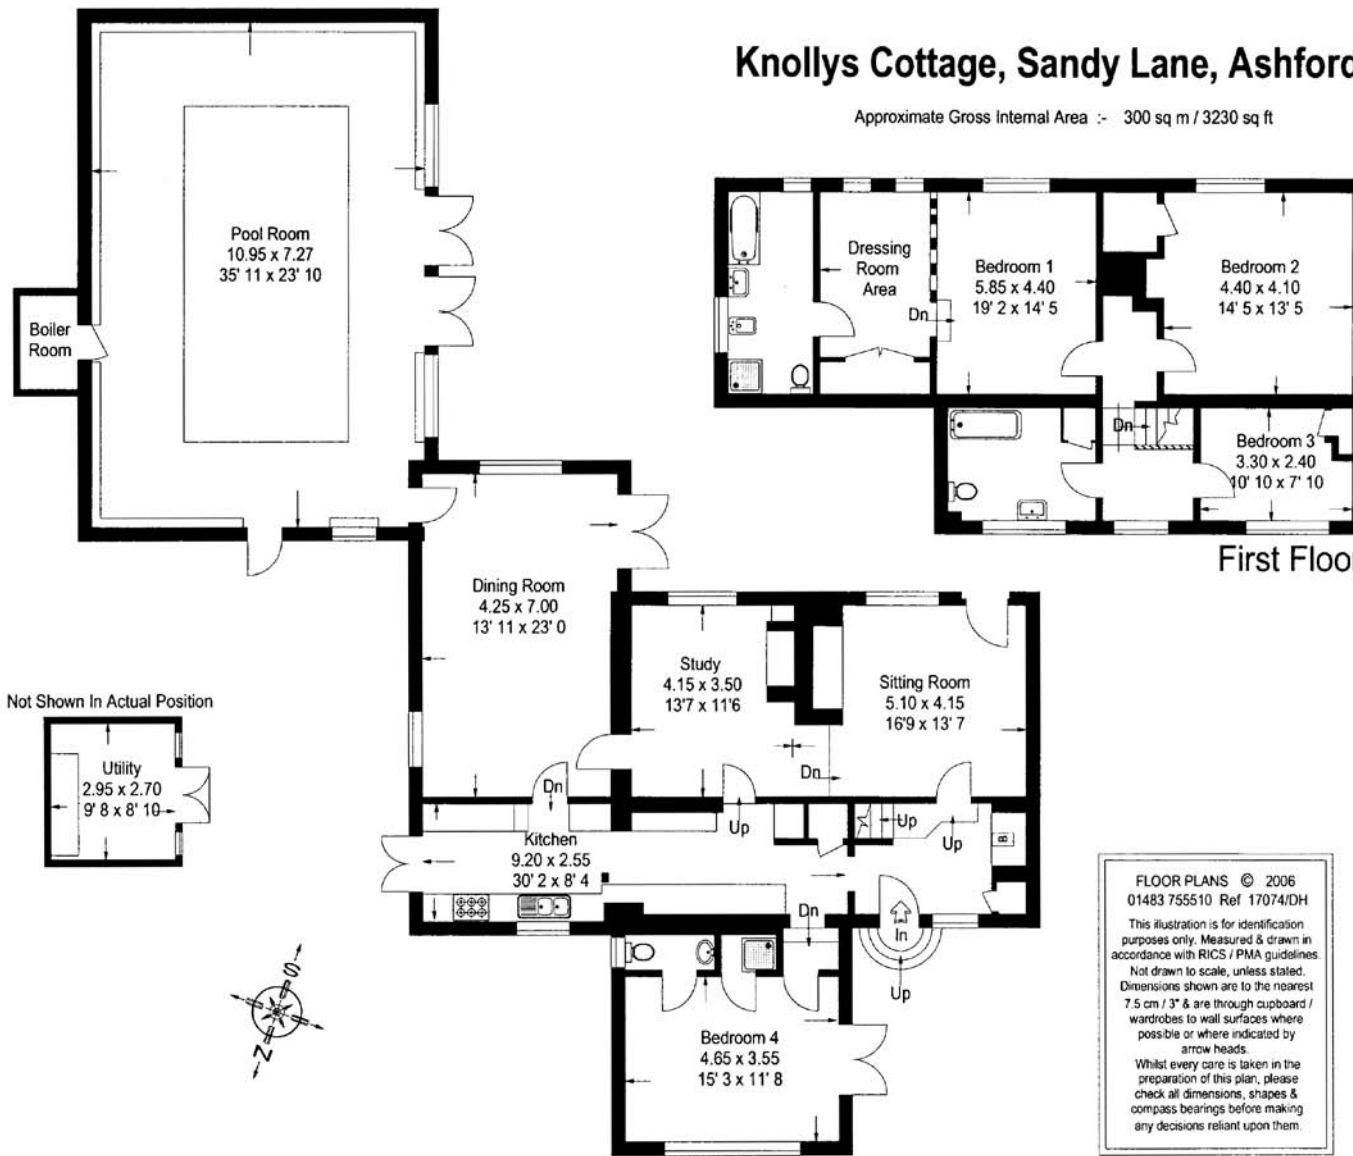 Knollys Cottage, Sandy Lane, Ashford
Approximate Gross Internal Area :- 300 sq m / 3230 sq ft
Pool Room
10.95 x 7.27
35' 11 x 23' 10
Boiler
Room
Dressing
Room
Area
Dn
Bedroom 1
5.85 x 4.40
19' 2 x 14' 5
Bedroom 2
4.40 x 4.10
14' 5 x 13' 5
Dn
Bedroom 3
3.30 x 2.40
10' 10 x 7' 10
First Floor
Dining Room
4.25 x 7.00
13' 11 x 23' 0
Study
4.15 x 3.50
13'7 x 11'6
Sitting Room
5.10 x 4.15
16'9 x 13' 7
Dn
Not Shown In Actual Position
Utility
2.95 x 2.70
9' 8 x 8' 10
Dn
Kitchen
9.20 x 2.55
30' 2 x 8' 4
Up
Up
Up
B
Dn
In
Up
Bedroom 4
4.65 x 3.55
15' 3 x 11' 8
S
N
FLOOR PLANS © 2006
01483 755510 Ref 17074/DH
This illustration is for identification
purposes only. Measured & drawn in
accordance with RICS / PMA guidelines.
Not drawn to scale, unless stated.
Dimensions shown are to the nearest
7.5 cm / 3" & are through cupboard /
wardrobes to wall surfaces where
possible or where indicated by
arrow heads.
Whilst every care is taken in the
preparation of this plan, please
check all dimensions, shapes &
compass bearings before making
any decisions reliant upon them.